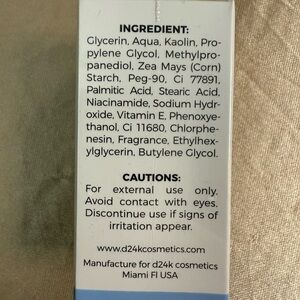 INGREDIENT:
Glycerin, Aqua, Kaolin, Pro-
pylene Glycol, Methylpro-
panediol, Zea Mays (Corn)
Starch, Peg-90, Ci 77891,
Palmitic Acid, Stearic Acid,
Niacinamide, Sodium Hydr-
oxide, Vitamin E, Phenoxye-
thanol, Ci 11680, Chlorphe-
nesin, Fragrance, Ethylhex-
ylglycerin, Butylene Glycol.
CAUTIONS:
For external use only.
Avoid contact with eyes.
Discontinue use if signs of
irritation appear.
www.d24kcosmetics.com
Manufacture for d24k cosmetics
Miami Fl USA